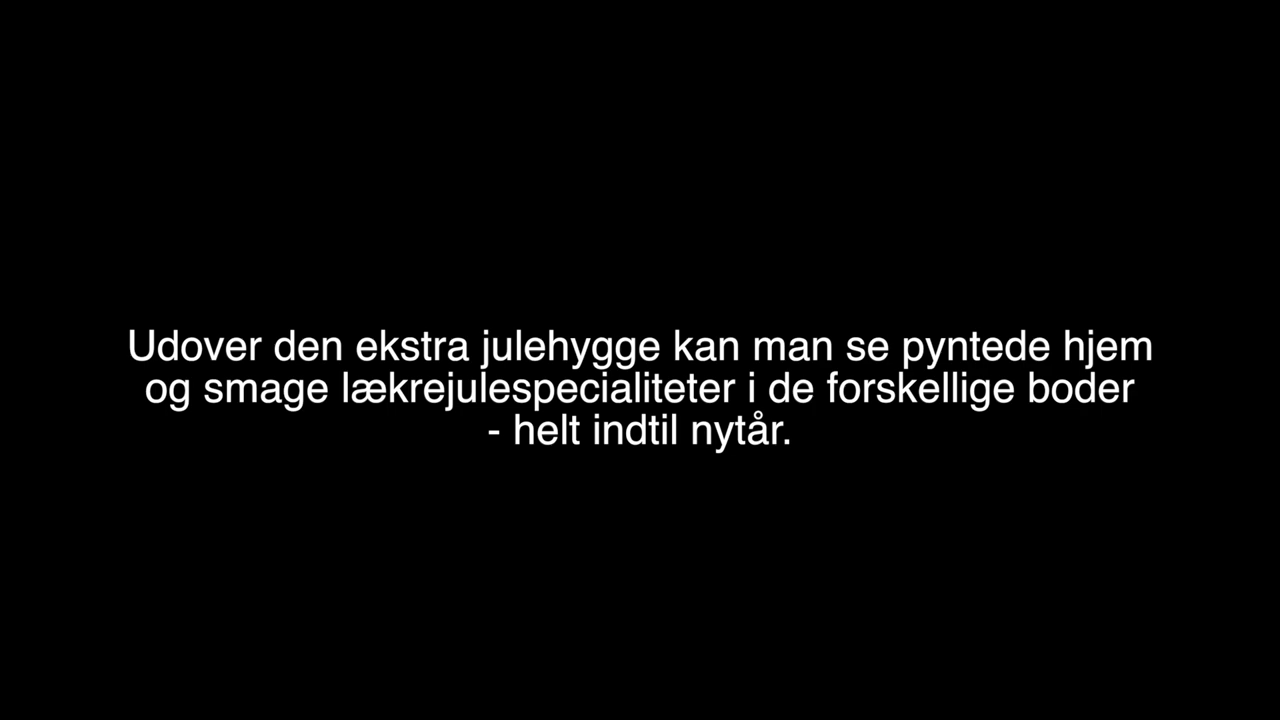 Udover den ekstra julehygge kan man se pyntede hjem
og smage lækrejulespecialiteter i de forskellige boder
- helt indtil nytår.